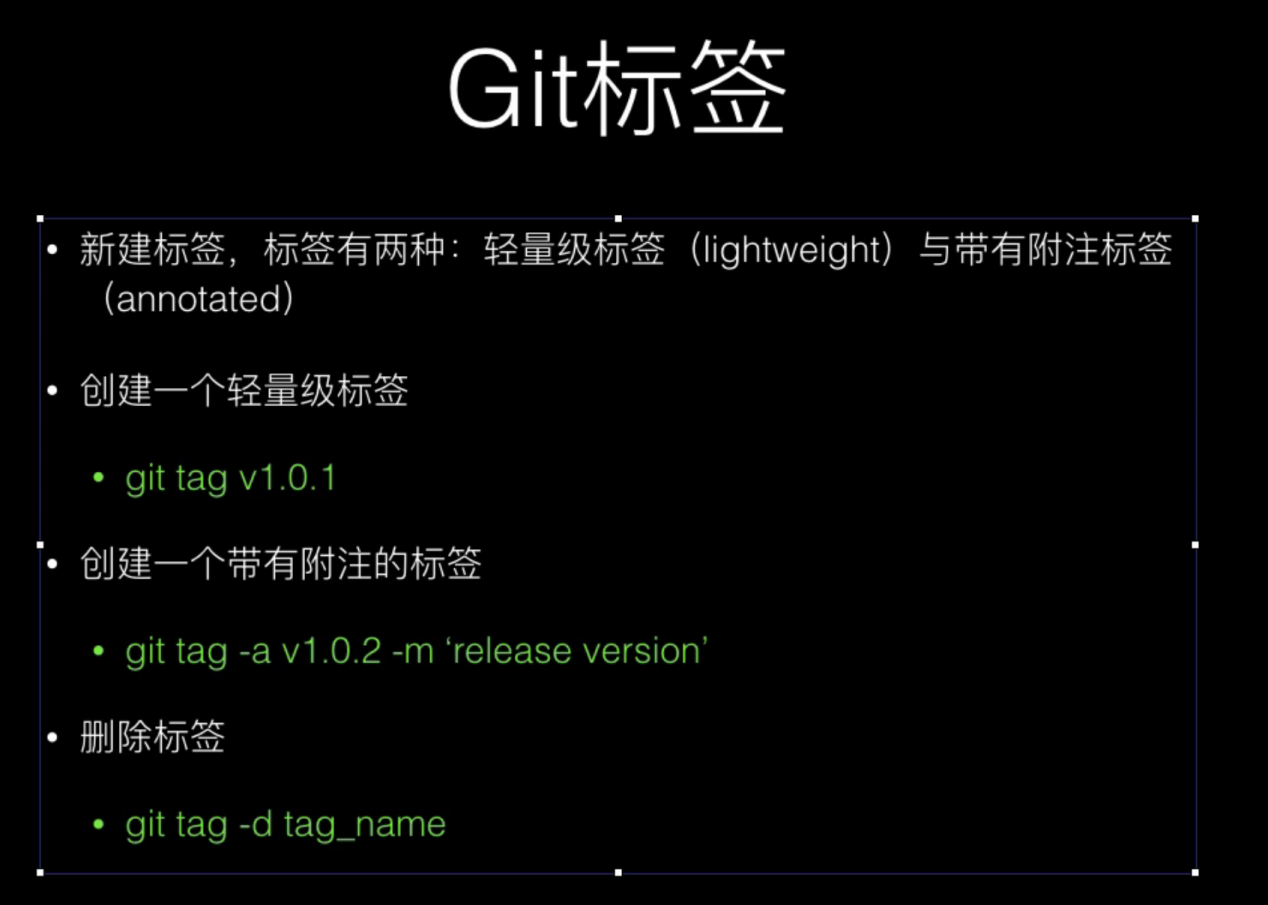 Git标签
• 新建标签，标签有两种：轻量级标签（lightweight）与带有附注标签
（annotated）
• 创建一个轻量级标签
• git tag v1.0.1
• 创建一个带有附注的标签
• git tag -a v1.0.2 -m ‘release version’
• 删除标签
• git tag -d tag_name